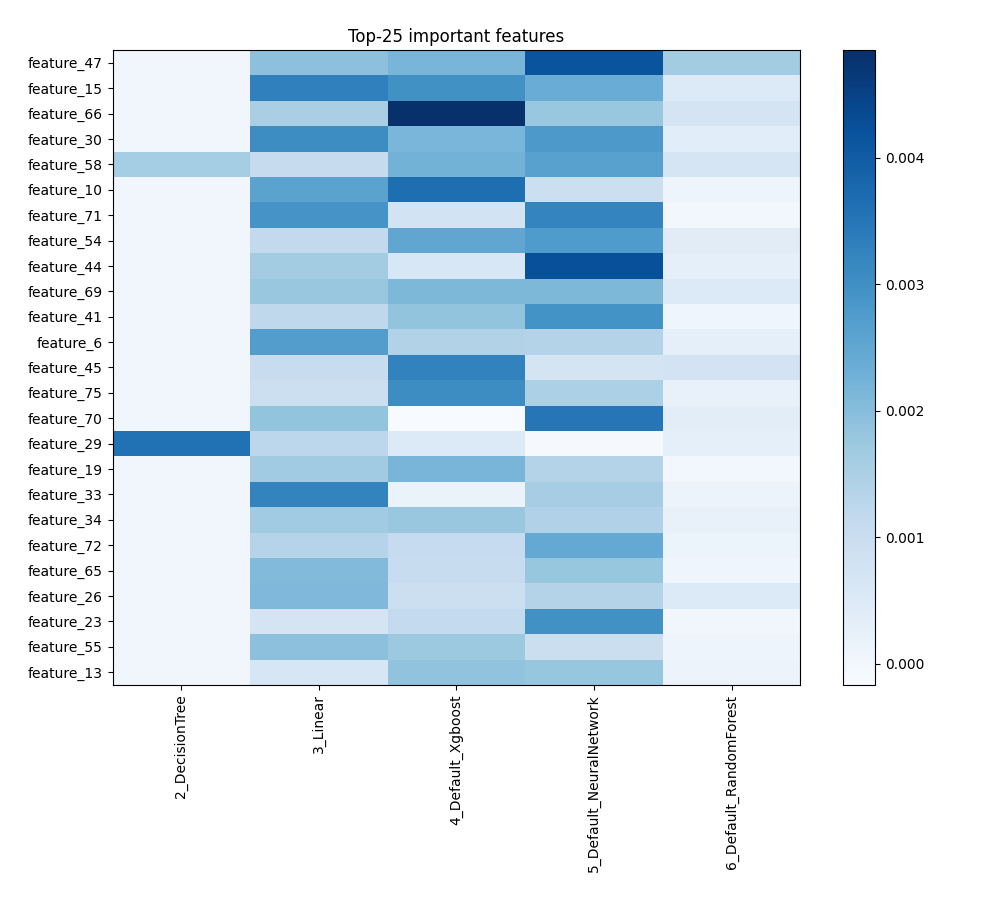 Top-25 important features
feature_47
feature_15
feature_66
feature_30
feature_58
feature_10
feature_71
feature_54
feature_44
feature_69
feature_41
feature_6
feature_45
feature_75
feature_70
feature_29
feature_19
feature_33
feature_34
feature_72
feature_65
feature_26
feature_23
feature_55
feature_13
2_DecisionTree
3_Linear
4_Default_Xgboost
5_Default_NeuralNetwork
6_Default_RandomForest
0.004
0.003
0.002
0.001
0.000